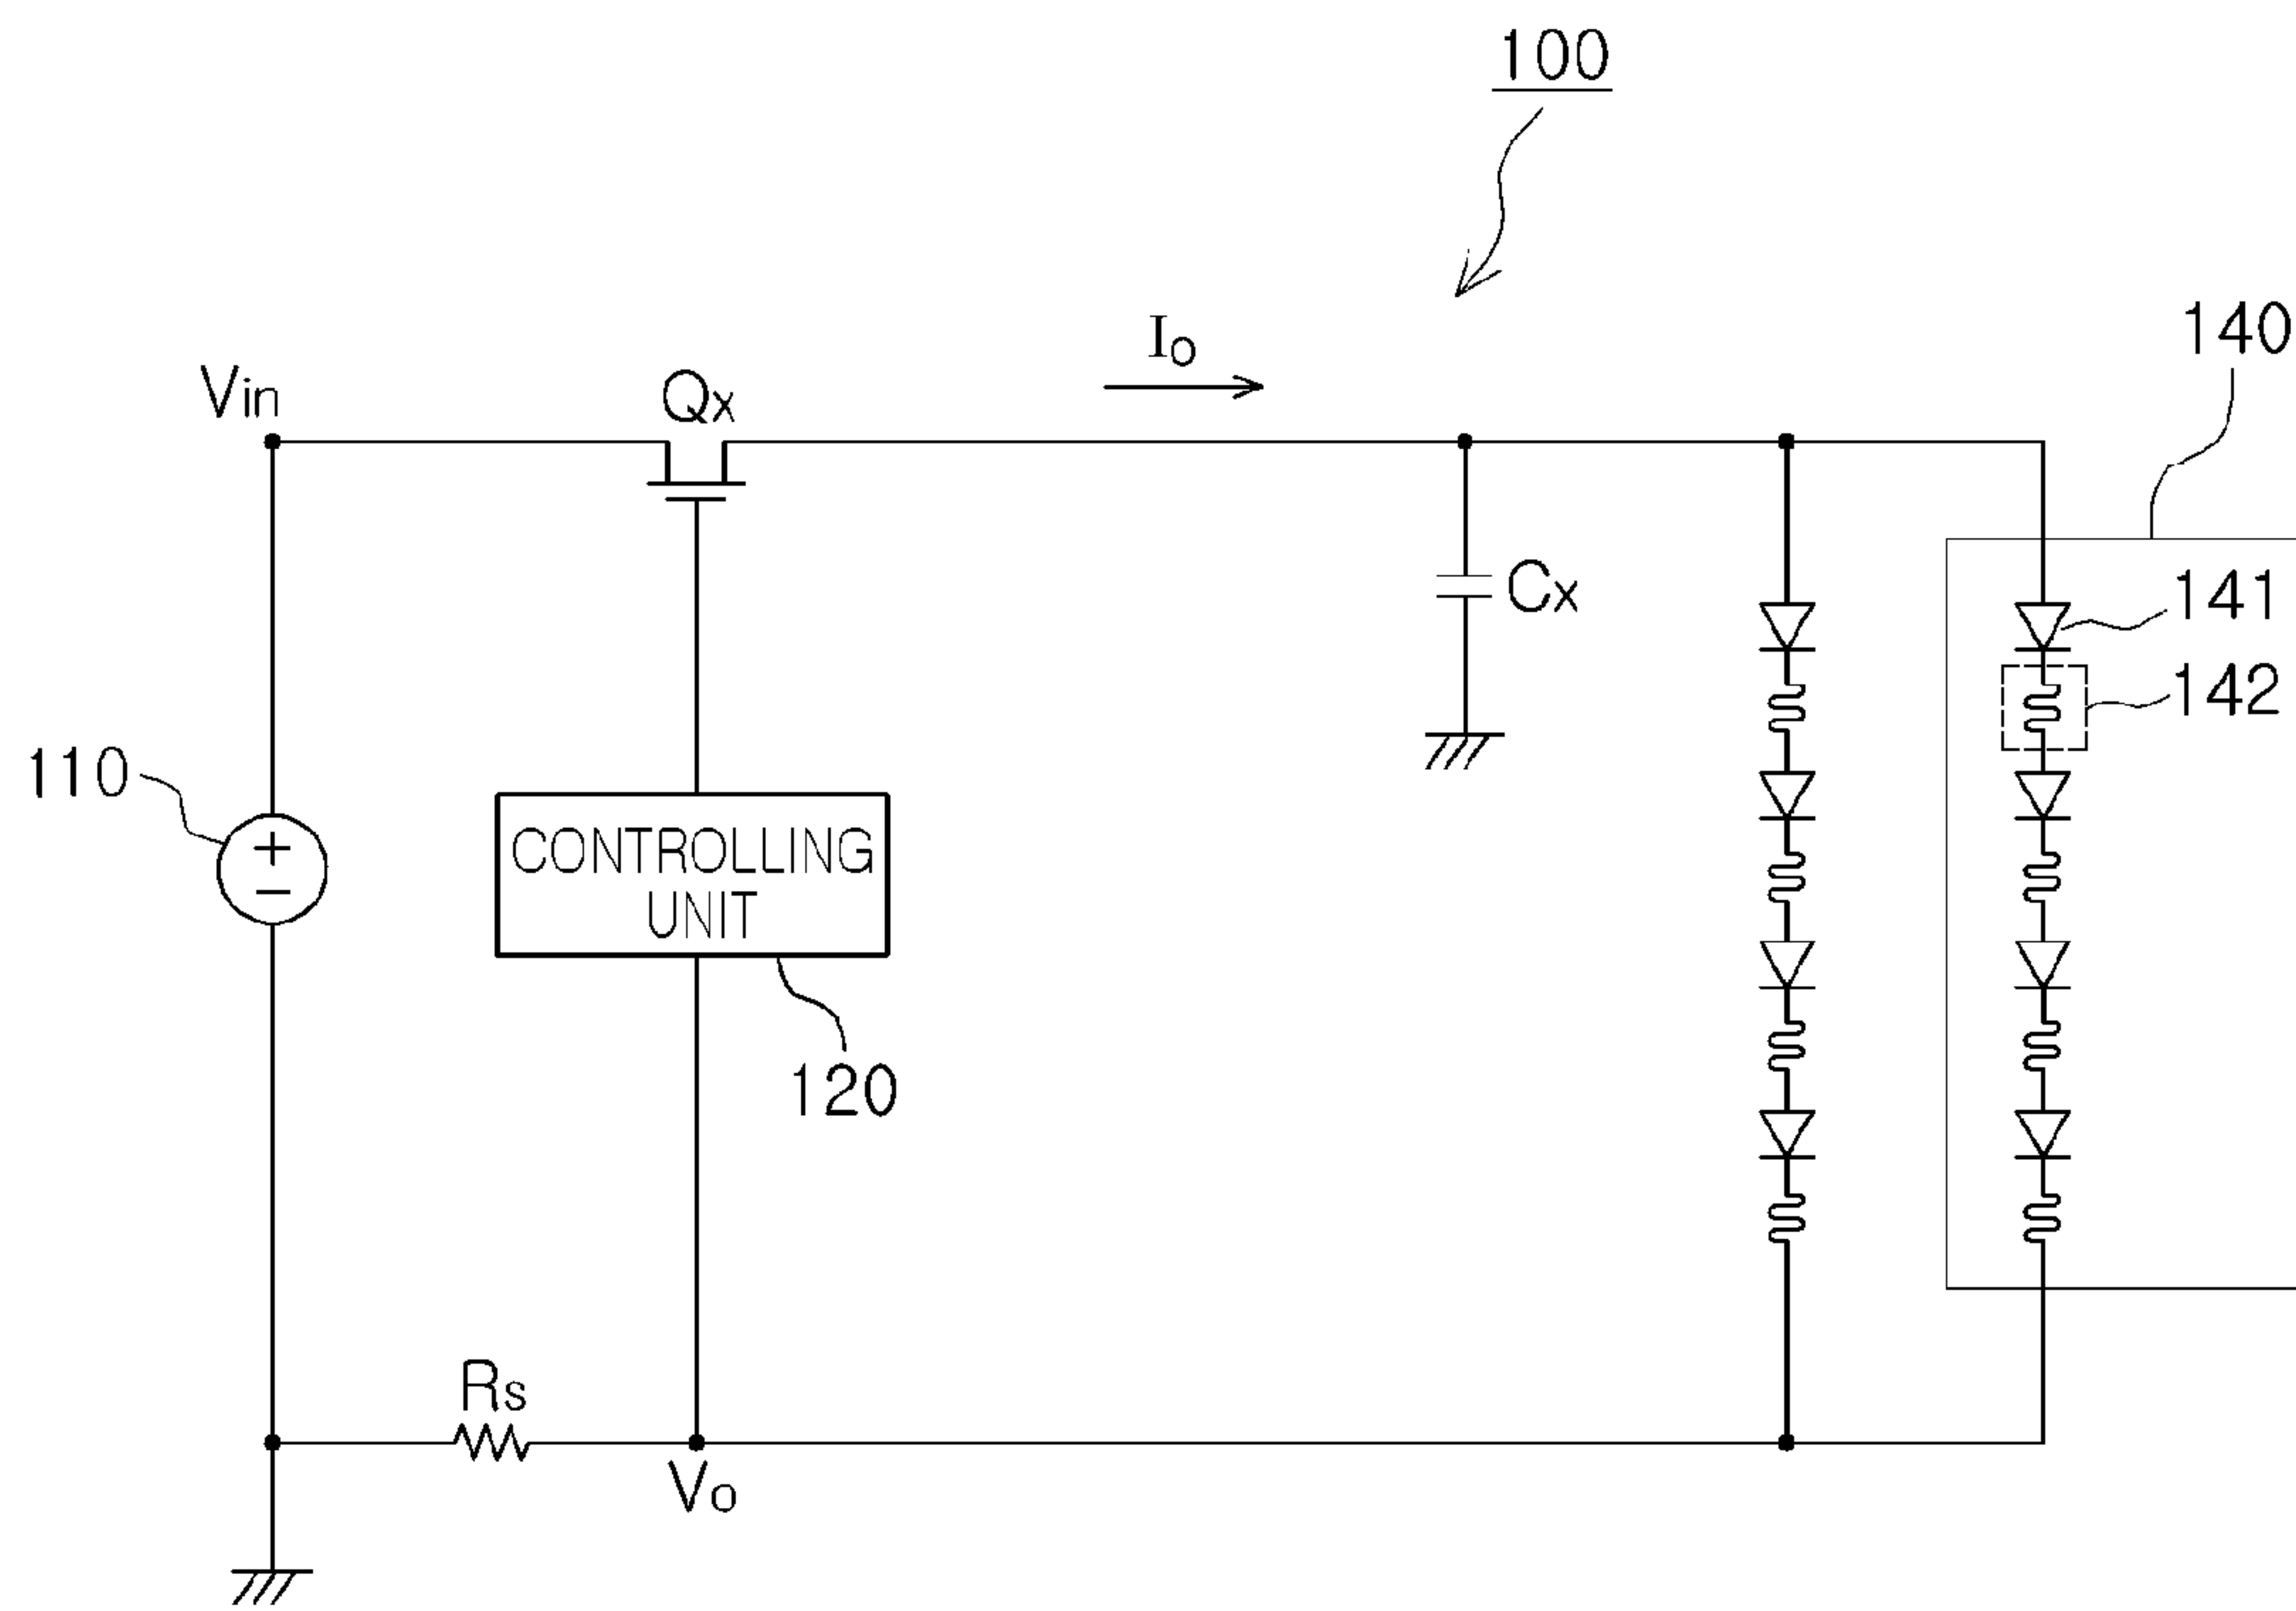 100
140
Io
Vin
Qx
Cx
141
142
110
+
−
CONTROLLING
UNIT
120
Rs
Vo